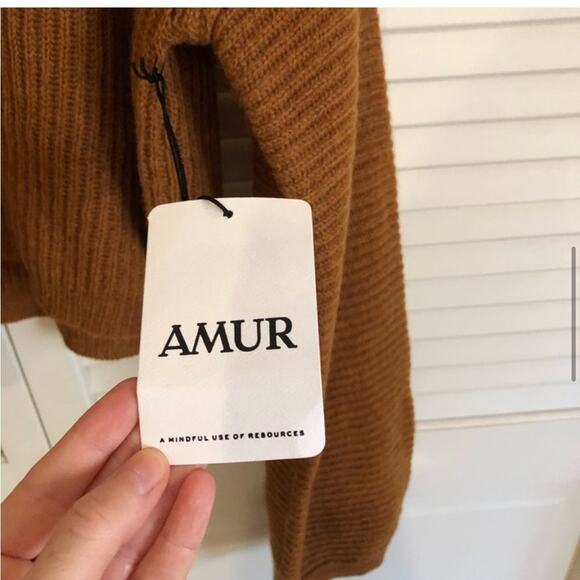 AMUR
A MINDFUL USE OF RESOURCES